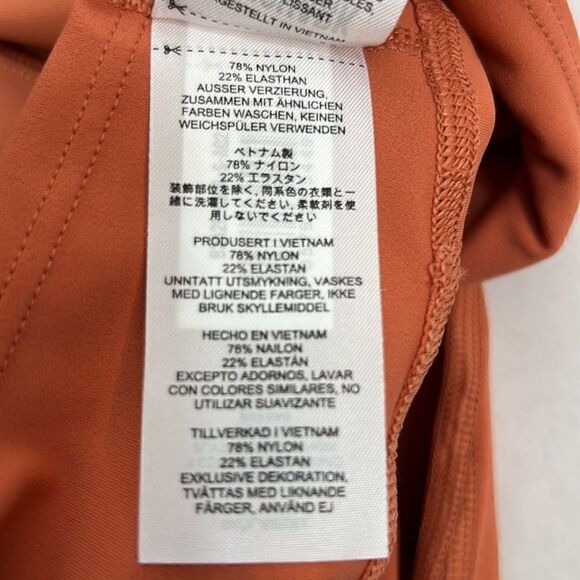 LISSANT
RGESTELLT IN VIETNAM
78% NYLON
22% ELASTHAN
AUSSER VERZIERUNG,
ZUSAMMEN MIT ÄHNLICHEN
FARBEN WASCHEN, KEINEN
WEICHSPÜLER VERWENDEN
ベトナム製
78% ナイロン
22% エラスタン
装飾部位を除く, 同系色の衣類と一
緒に洗濯してください, 柔軟剤を使
用しないでください
PRODUSERT I VIETNAM
78% NYLON
22% ELASTAN
UNNTATT UTSMYKNING, VASKES
MED LIGNENDE FARGER, IKKE
BRUK SKYLLEMIDDEL
HECHO EN VIETNAM
78% NAILON
22% ELASTÁN
EXCEPTO ADORNOS, LAVAR
CON COLORES SIMILARES, NO
UTILIZAR SUAVIZANTE
TILLVERKAD I VIETNAM
78% NYLON
22% ELASTAN
EXKLUSIVE DEKORATION,
TVÄTTAS MED LIKNANDE
FÄRGER, ANVÄND EJ